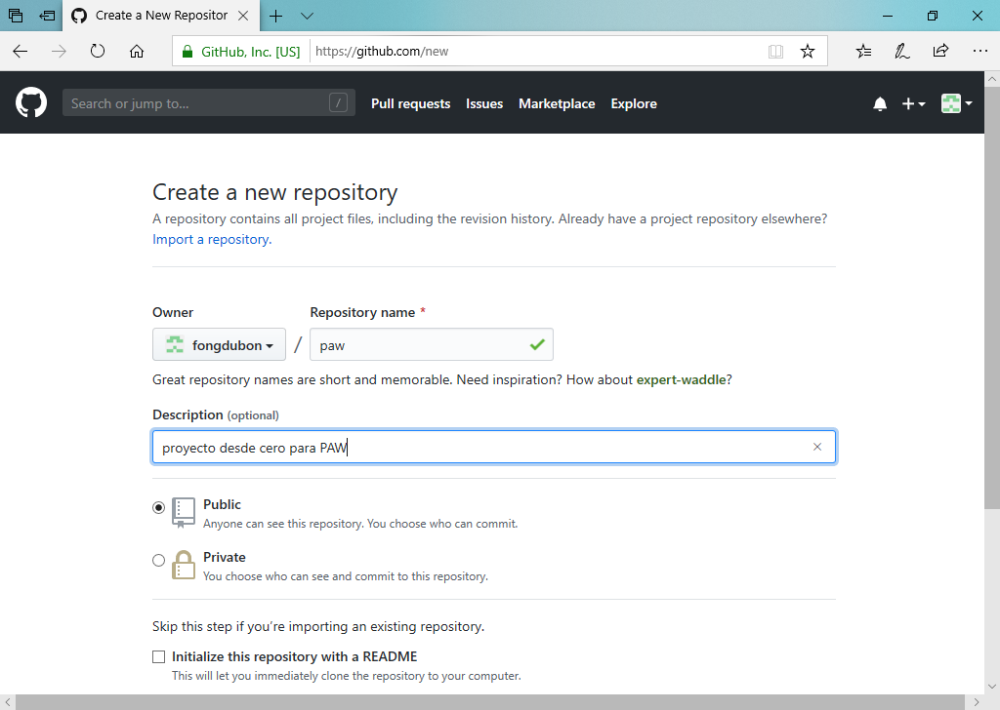 Create a New Repositor
GitHub, Inc. [US] https://github.com/new
Search or jump to... /
Pull requests Issues Marketplace Explore
Create a new repository
A repository contains all project files, including the revision history. Already have a project repository elsewhere?
Import a repository.
Owner Repository name *
fongdubon / paw
Great repository names are short and memorable. Need inspiration? How about expert-waddle?
Description (optional)
proyecto desde cero para PAW
Public
Anyone can see this repository. You choose who can commit.
Private
You choose who can see and commit to this repository.
Skip this step if you’re importing an existing repository.
Initialize this repository with a README
This will let you immediately clone the repository to your computer.